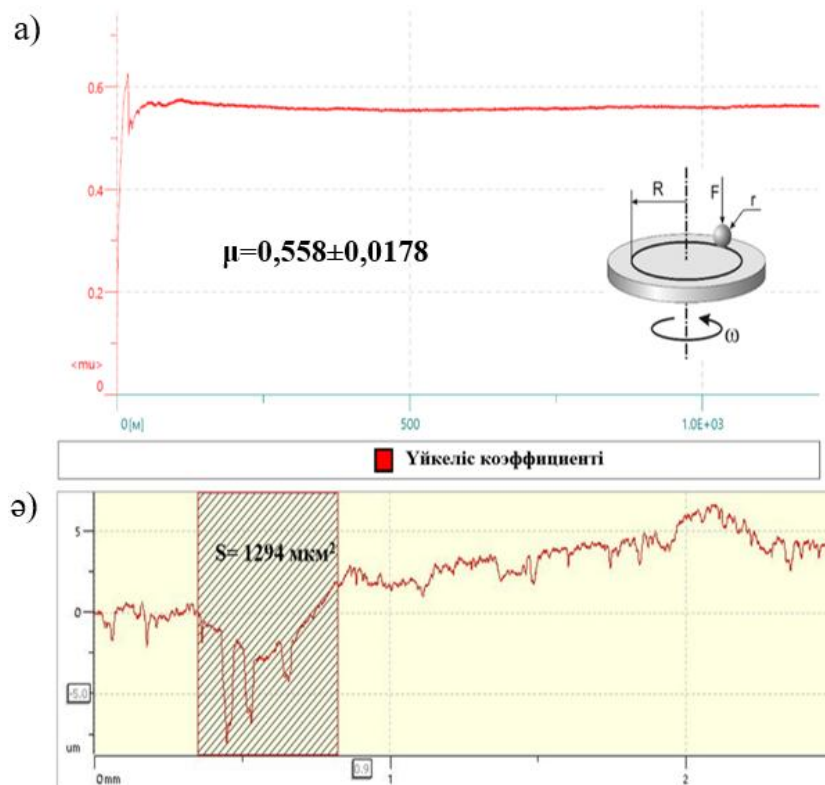 а)
0.6
0.4
μ=0,558±0,0178
R
F
r
ω
0.2
<mu>
0
0[м]
500
1.0E+03
Үйкеліс коэффициенті
ә)
5
S= 1294 мкм²
0
-5.0
um
0mm
0.9
1
2